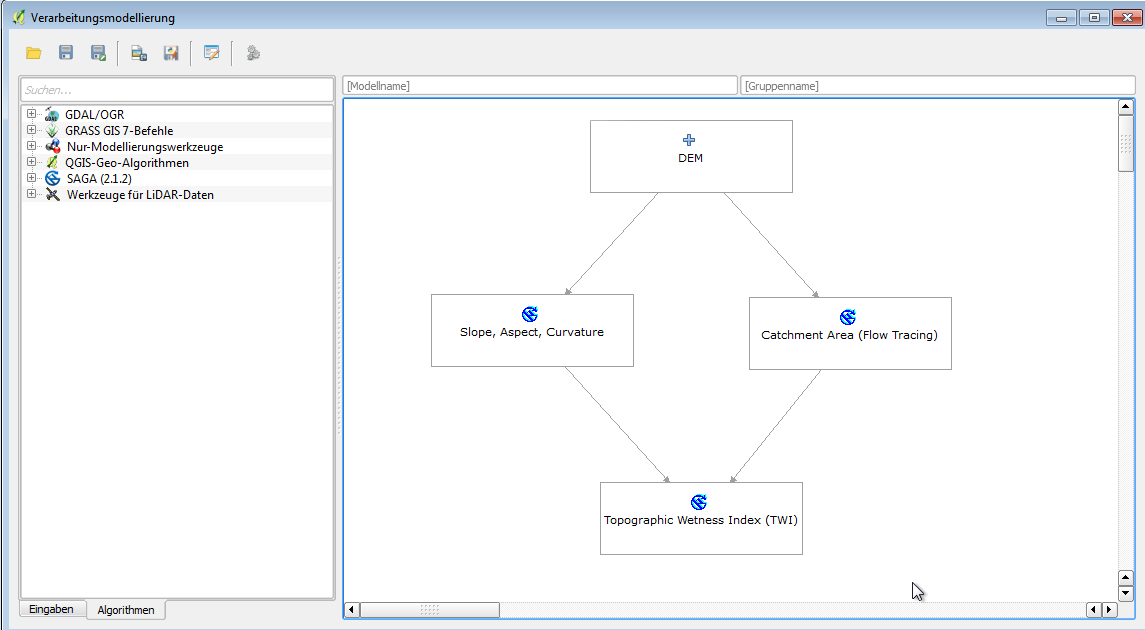 Verarbeitungsmodellierung
Suchen...
[Modellname]
[Gruppenname]
GDAL/OGR
GRASS GIS 7-Befehle
Nur-Modellierungswerkzeuge
QGIS-Geo-Algorithmen
SAGA (2.1.2)
Werkzeuge für LiDAR-Daten
DEM
Slope, Aspect, Curvature
Catchment Area (Flow Tracing)
Topographic Wetness Index (TWI)
Eingaben
Algorithmen